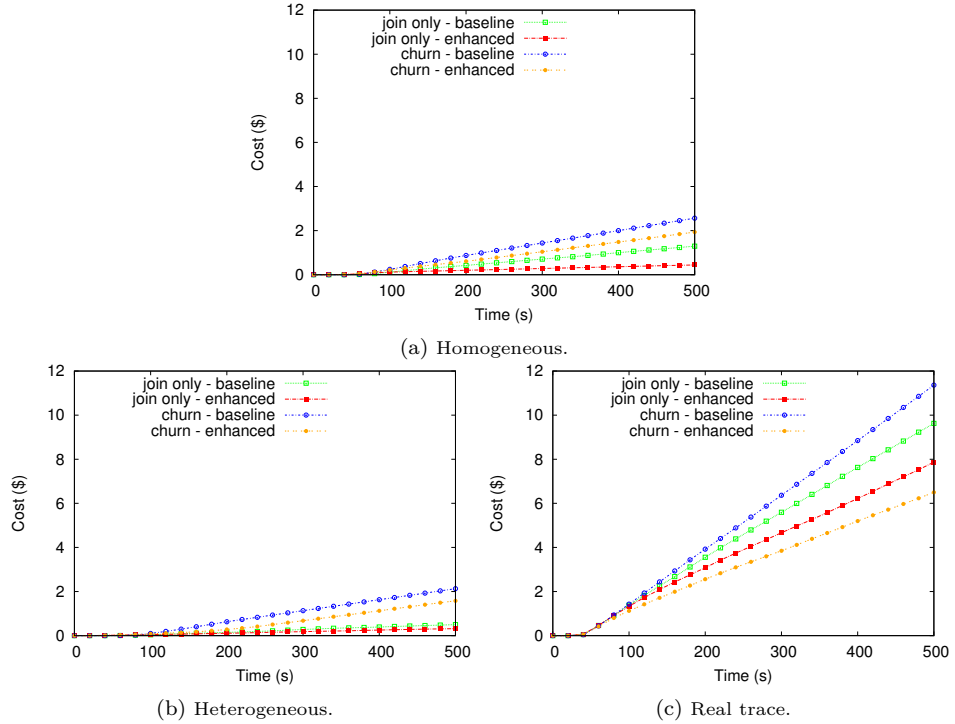 12
10
8
6
4
2
0
Cost ($)
join only - baseline
join only - enhanced
churn - baseline
churn - enhanced
0 100 200 300 400 500
Time (s)
(a) Homogeneous.
12
10
8
6
4
2
0
Cost ($)
join only - baseline
join only - enhanced
churn - baseline
churn - enhanced
0 100 200 300 400 500
Time (s)
(b) Heterogeneous.
12
10
8
6
4
2
0
Cost ($)
join only - baseline
join only - enhanced
churn - baseline
churn - enhanced
0 100 200 300 400 500
Time (s)
(c) Real trace.